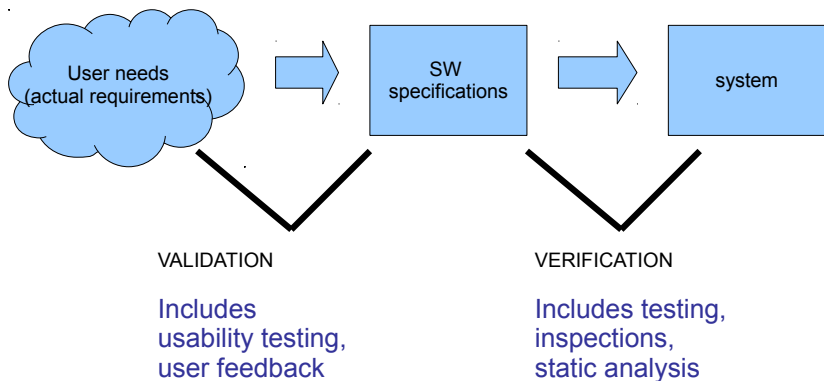 User needs
(actual requirements)
SW
specifications
system
VALIDATION
Includes
usability testing,
user feedback
VERIFICATION
Includes testing,
inspections,
static analysis